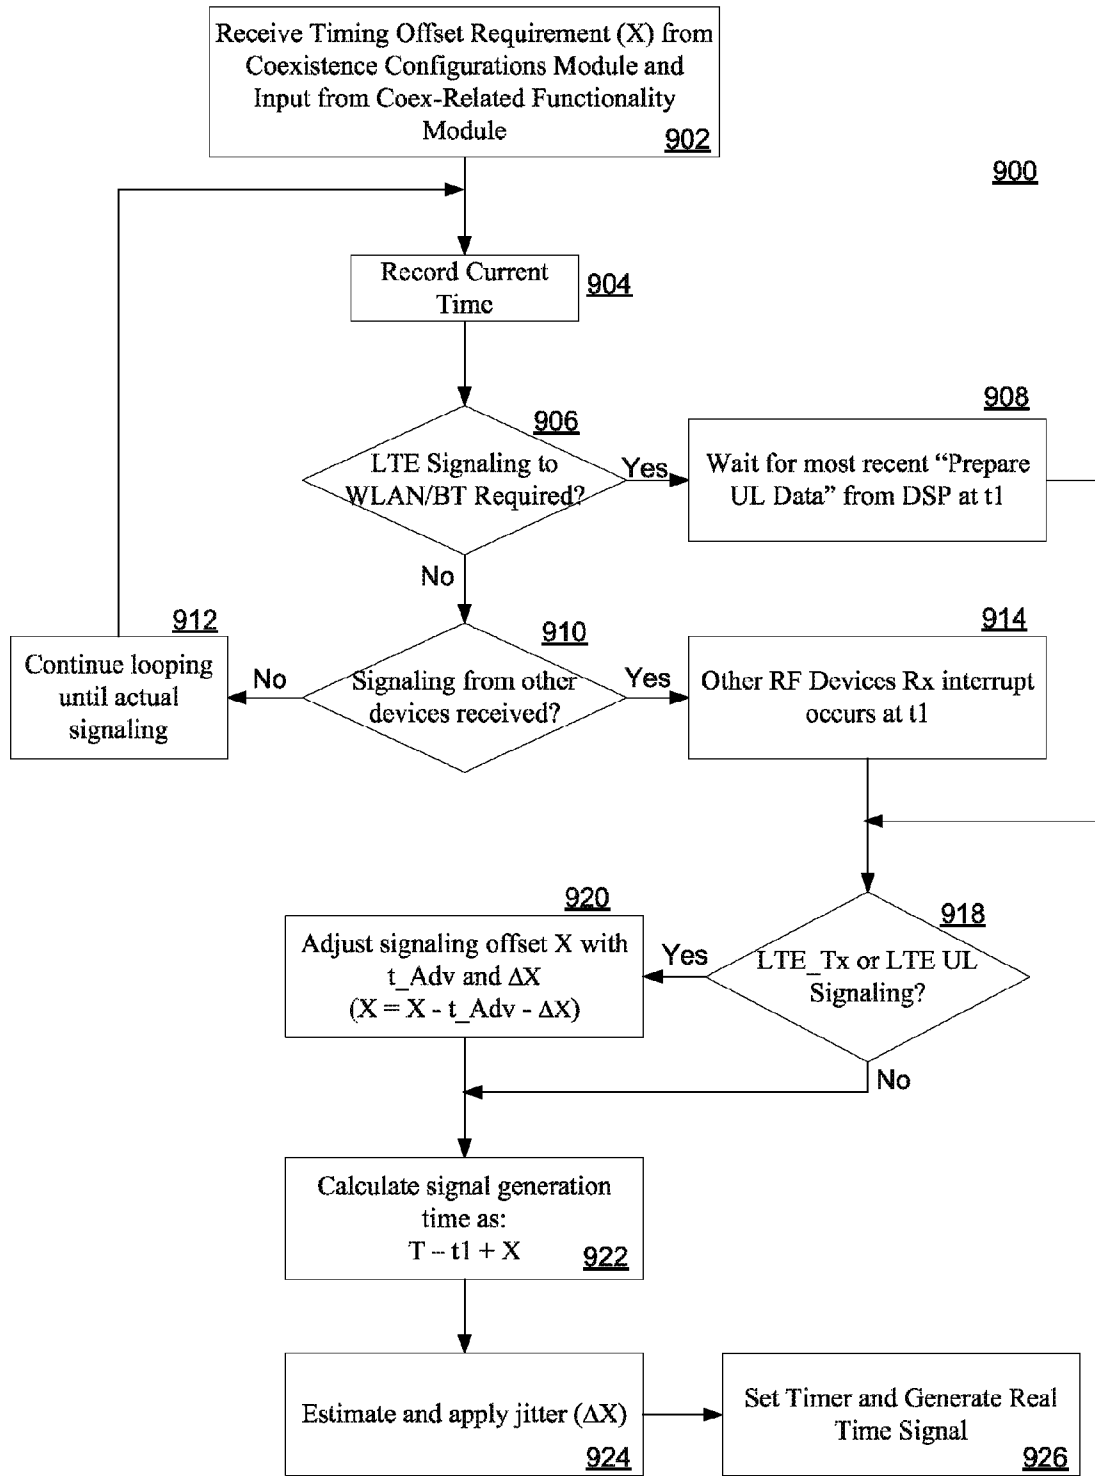 Receive Timing Offset Requirement (X) from
Coexistence Configurations Module and
Input from Coex-Related Functionality
Module
902
900
Record Current
Time
904
906
LTE Signaling to
WLAN/BT Required?
Yes
No
908
Wait for most recent “Prepare
UL Data” from DSP at t1
912
Continue looping
until actual
signaling
No
910
Signaling from other
devices received?
Yes
914
Other RF Devices Rx interrupt
occurs at t1
920
Adjust signaling offset X with
t_Adv and ΔX
(X = X - t_Adv - ΔX)
Yes
918
LTE_Tx or LTE UL
Signaling?
No
Calculate signal generation
time as:
T – t1 + X
922
Estimate and apply jitter (ΔX)
924
Set Timer and Generate Real
Time Signal
926